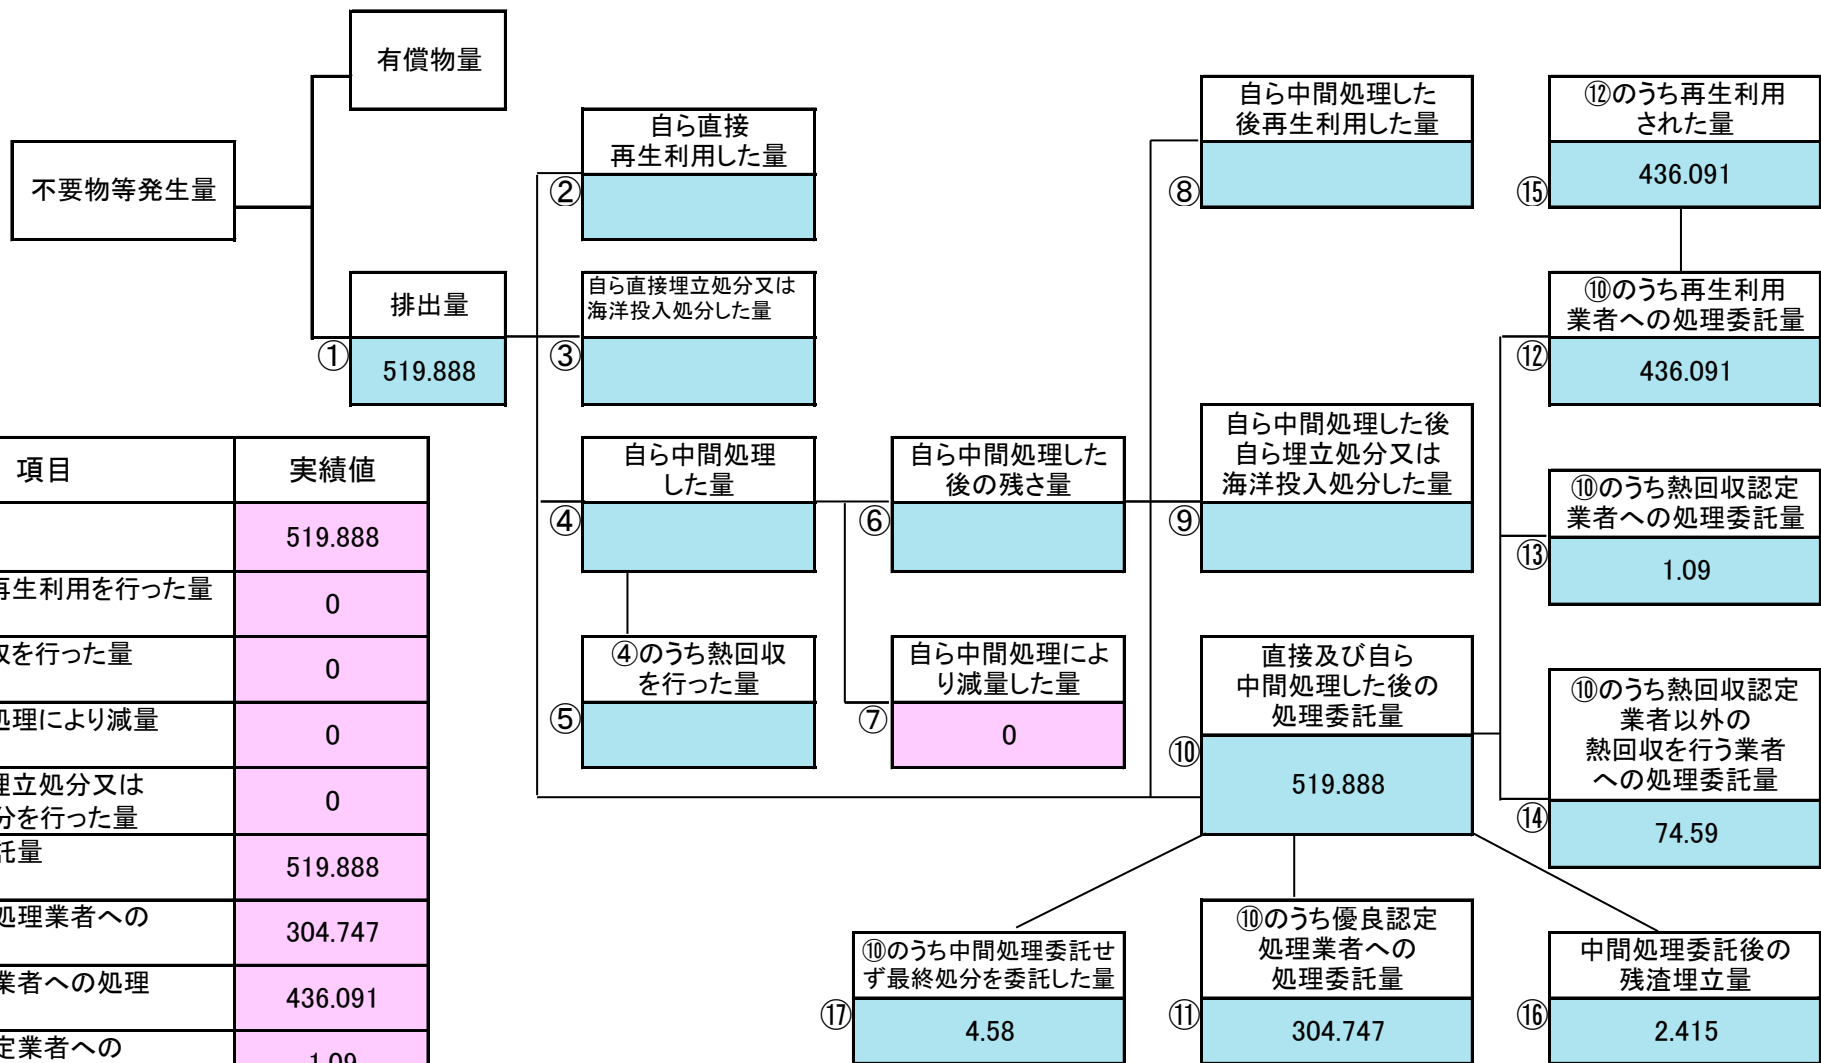 有償物量
不要物等発生量
排出量
①
519.888
自ら直接
再生利用した量
②
自ら直接埋立処分又は
海洋投入処分した量
③
自ら中間処理
した量
④
④のうち熱回収
を行った量
⑤
自ら中間処理した
後の残さ量
⑥
自ら中間処理によ
り減量した量
⑦
0
自ら中間処理した
後再生利用した量
⑧
自ら中間処理した後
自ら埋立処分又は
海洋投入処分した量
⑨
直接及び自ら
中間処理した後の
処理委託量
⑩
519.888
⑫のうち再生利用
された量
⑮
436.091
⑩のうち再生利用
業者への処理委託量
⑫
436.091
⑩のうち熱回収認定
業者への処理委託量
⑬
1.09
⑩のうち熱回収認定
業者以外の
熱回収を行う業者
への処理委託量
⑭
74.59
⑩のうち中間処理委託せ
ず最終処分を委託した量
⑰
4.58
⑩のうち優良認定
処理業者への
処理委託量
⑪
304.747
中間処理委託後の
残渣埋立量
⑯
2.415
項目
実績値
519.888
再生利用を行った量
0
を行った量
0
処理により減量
0
埋立処分又は
分を行った量
0
託量
519.888
処理業者への
304.747
業者への処理
436.091
定業者への
1.09